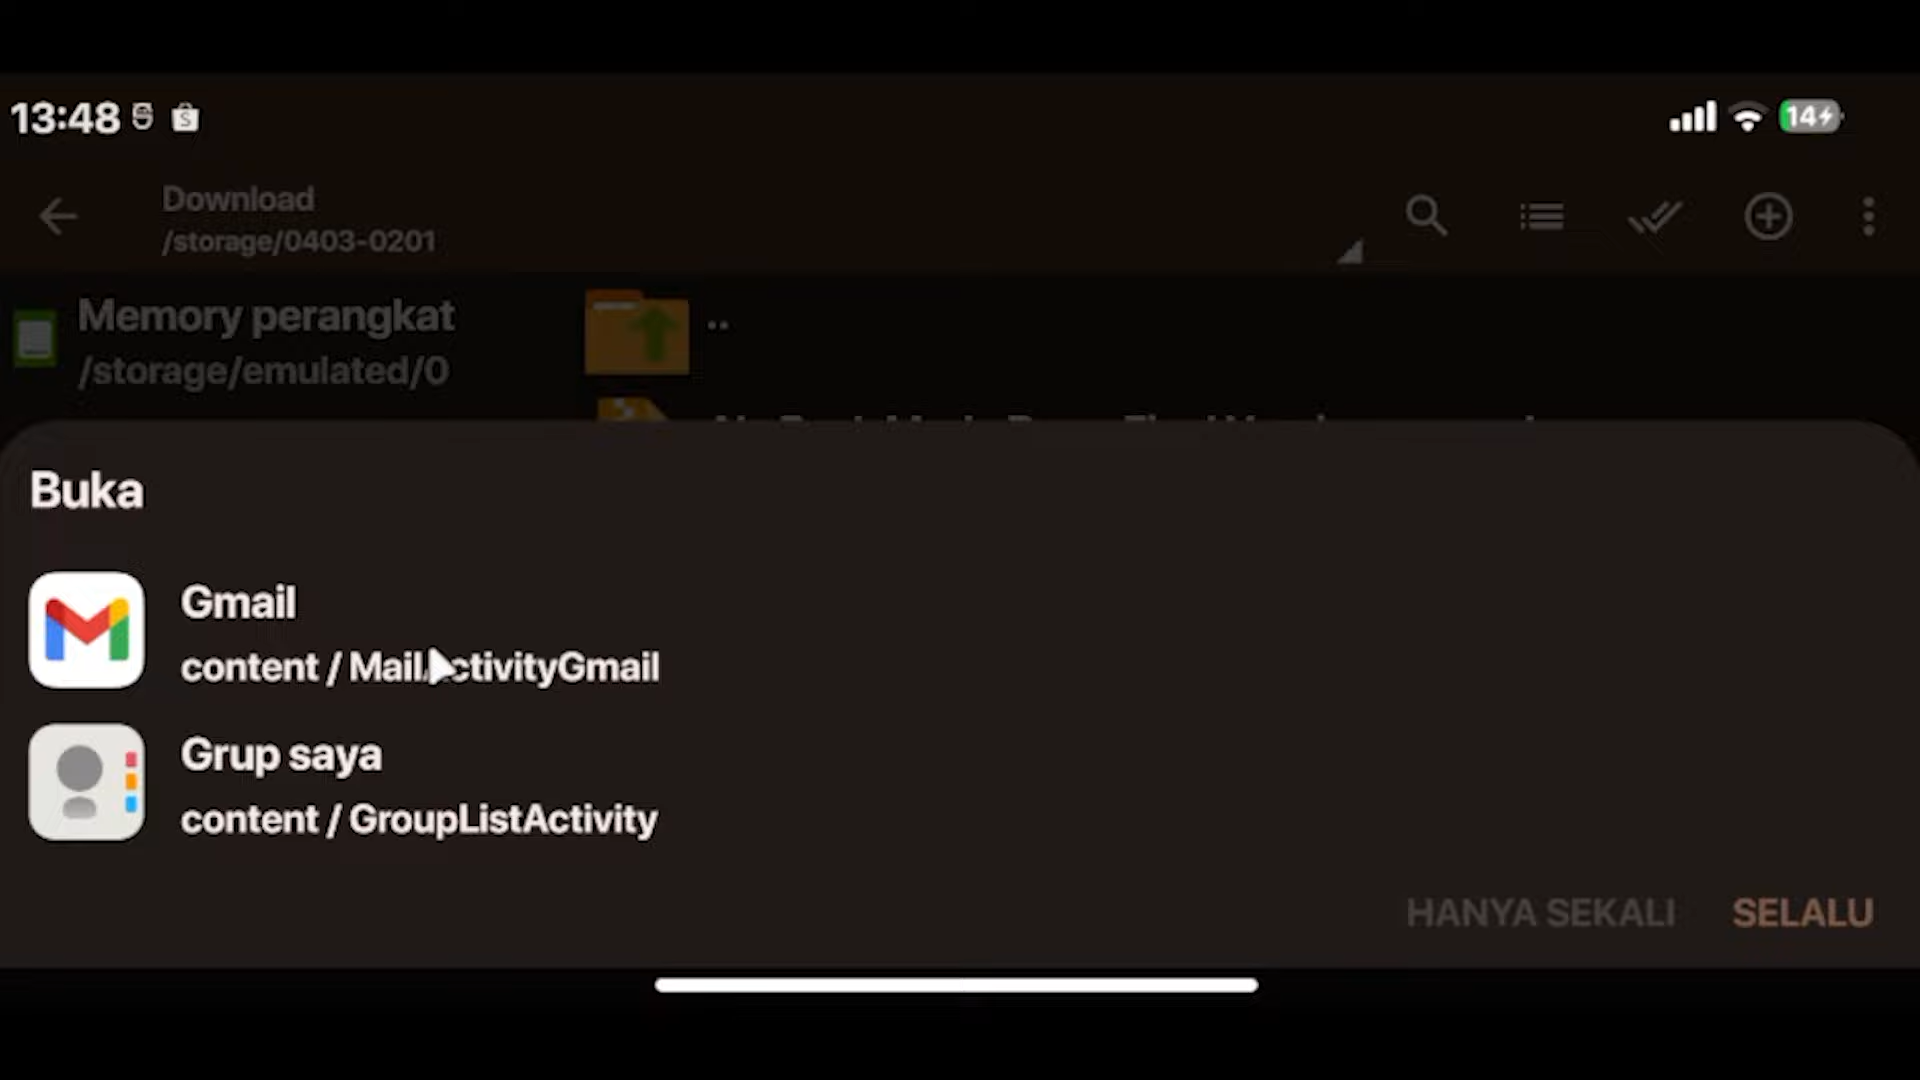 13:48
14
Download
/storage/0403-0201
Memory perangkat
/storage/emulated/0
..
Buka
Gmail
content / MailActivityGmail
Grup saya
content / GroupListActivity
HANYA SEKALI
SELALU